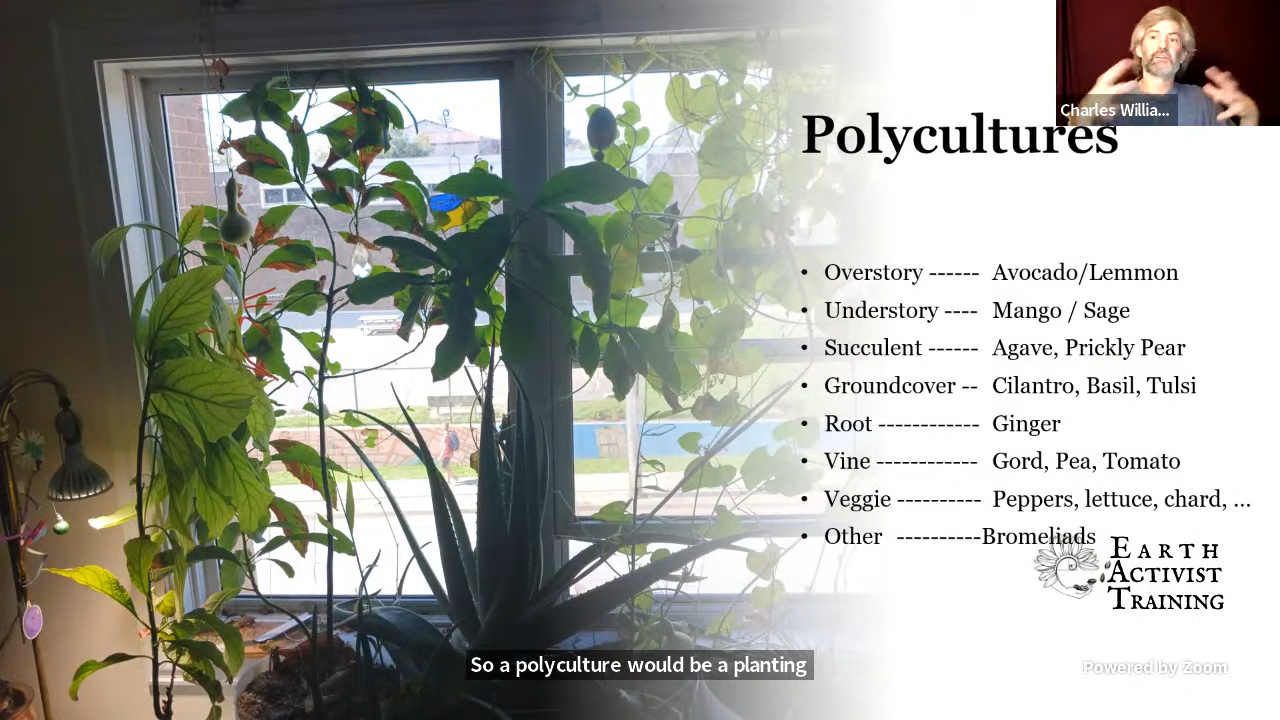 Charles Willia...
Polycultures
• Overstory ------ Avocado/Lemmon
• Understory ---- Mango / Sage
• Succulent ------ Agave, Prickly Pear
• Groundcover -- Cilantro, Basil, Tulsi
• Root ------------ Ginger
• Vine ------------ Gord, Pea, Tomato
• Veggie ---------- Peppers, lettuce, chard, ...
• Other ----------Bromeliads
EARTH
ACTIVIST
TRAINING
So a polyculture would be a planting
Powered by Zoom